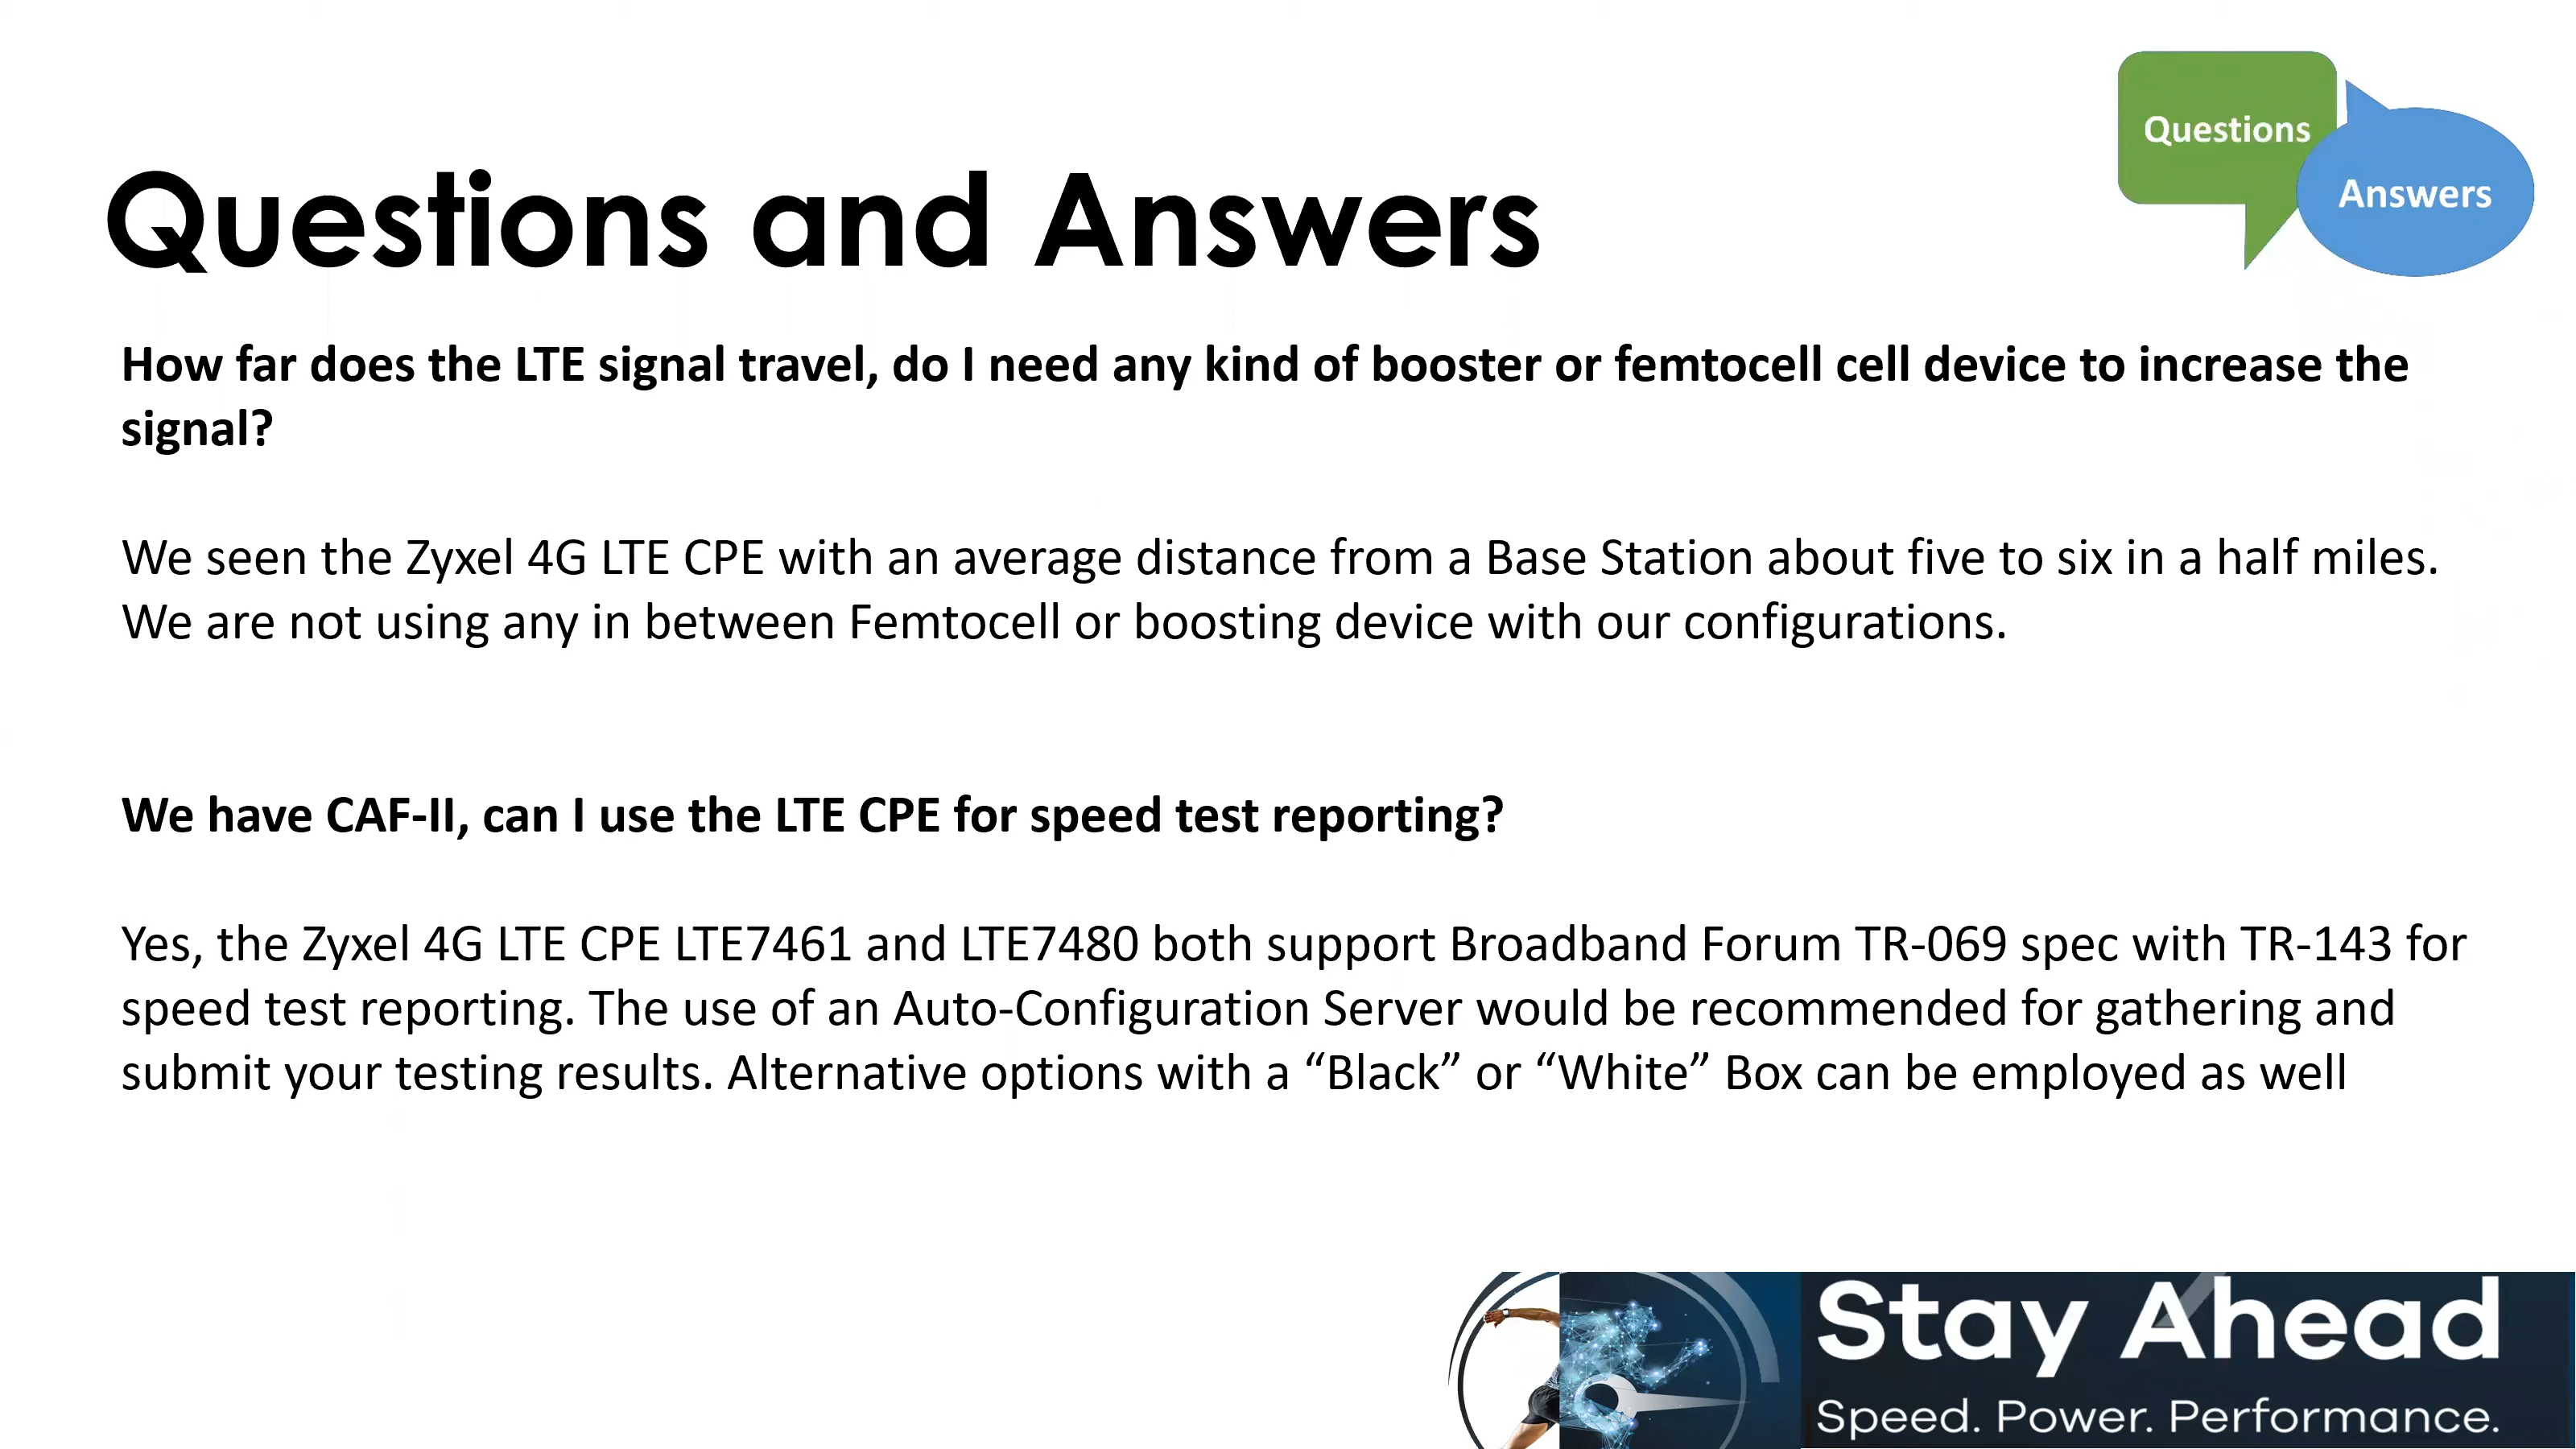 Questions
Answers
Questions and Answers
How far does the LTE signal travel, do I need any kind of booster or femtocell cell device to increase the
signal?
We seen the Zyxel 4G LTE CPE with an average distance from a Base Station about five to six in a half miles.
We are not using any in between Femtocell or boosting device with our configurations.
We have CAF-II, can I use the LTE CPE for speed test reporting?
Yes, the Zyxel 4G LTE CPE LTE7461 and LTE7480 both support Broadband Forum TR-069 spec with TR-143 for
speed test reporting. The use of an Auto-Configuration Server would be recommended for gathering and
submit your testing results. Alternative options with a “Black” or “White” Box can be employed as well
Stay Ahead
Speed. Power. Performance.